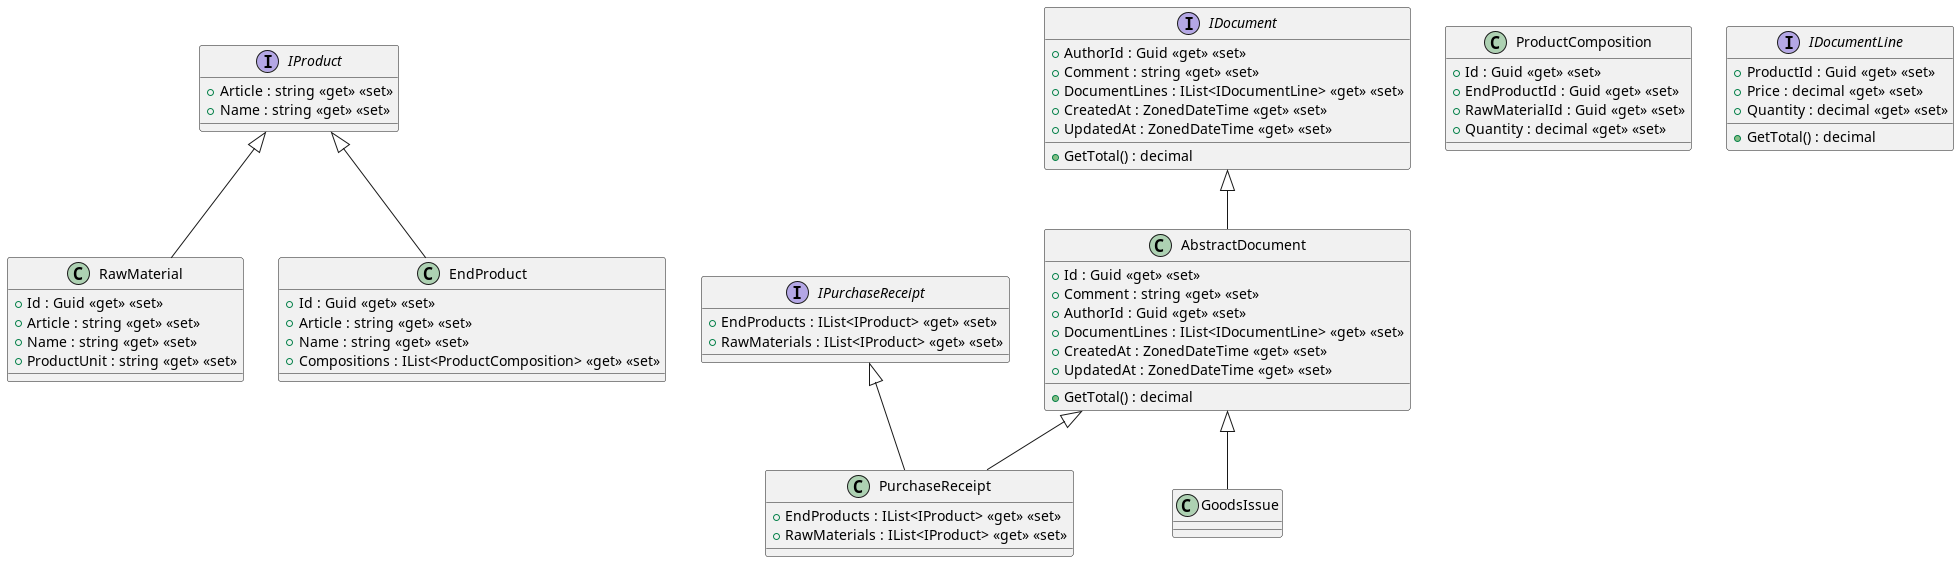 I IProduct
Article : string «get» «set»
Name : string «get» «set»
I IDocument
AuthorId : Guid «get» «set»
Comment : string «get» «set»
DocumentLines : IList<IDocumentLine> «get» «set»
CreatedAt : ZonedDateTime «get» «set»
UpdatedAt : ZonedDateTime «get» «set»
GetTotal() : decimal
C ProductComposition
Id : Guid «get» «set»
EndProductId : Guid «get» «set»
RawMaterialId : Guid «get» «set»
Quantity : decimal «get» «set»
I IDocumentLine
ProductId : Guid «get» «set»
Price : decimal «get» «set»
Quantity : decimal «get» «set»
GetTotal() : decimal
C RawMaterial
Id : Guid «get» «set»
Article : string «get» «set»
Name : string «get» «set»
ProductUnit : string «get» «set»
C EndProduct
Id : Guid «get» «set»
Article : string «get» «set»
Name : string «get» «set»
Compositions : IList<ProductComposition> «get» «set»
I IPurchaseReceipt
EndProducts : IList<IProduct> «get» «set»
RawMaterials : IList<IProduct> «get» «set»
C AbstractDocument
Id : Guid «get» «set»
Comment : string «get» «set»
AuthorId : Guid «get» «set»
DocumentLines : IList<IDocumentLine> «get» «set»
CreatedAt : ZonedDateTime «get» «set»
UpdatedAt : ZonedDateTime «get» «set»
GetTotal() : decimal
C PurchaseReceipt
EndProducts : IList<IProduct> «get» «set»
RawMaterials : IList<IProduct> «get» «set»
C GoodsIssue